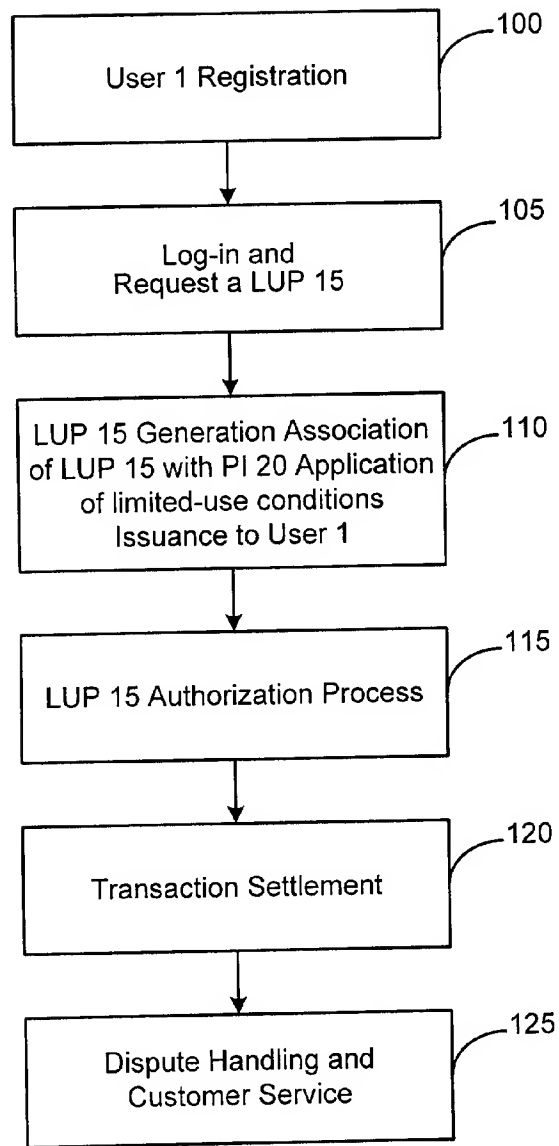 100
User 1 Registration
105
Log-in and
Request a LUP 15
110
LUP 15 Generation Association
of LUP 15 with PI 20 Application
of limited-use conditions
Issuance to User 1
115
LUP 15 Authorization Process
120
Transaction Settlement
125
Dispute Handling and
Customer Service